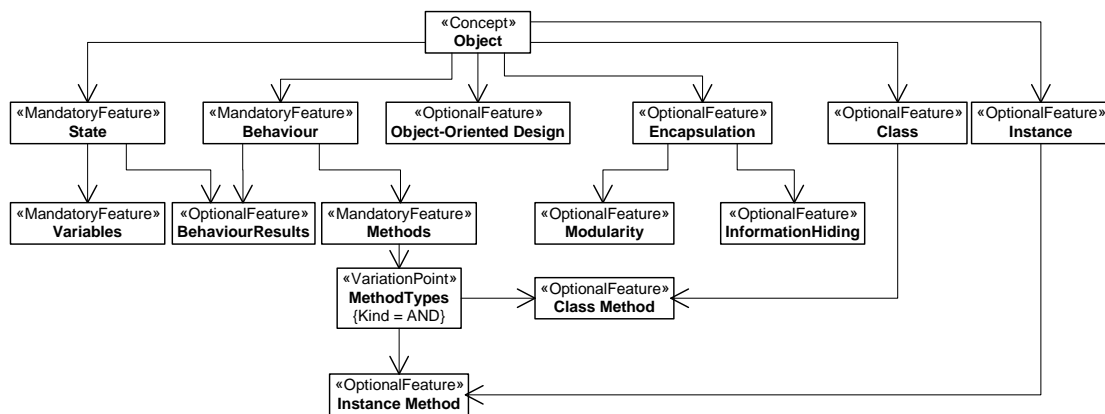 «Concept»
Object
«MandatoryFeature»
State
«MandatoryFeature»
Behaviour
«OptionalFeature»
Object-Oriented Design
«OptionalFeature»
Encapsulation
«OptionalFeature»
Class
«OptionalFeature»
Instance
«MandatoryFeature»
Variables
«OptionalFeature»
BehaviourResults
«MandatoryFeature»
Methods
«OptionalFeature»
Modularity
«OptionalFeature»
InformationHiding
«VariationPoint»
MethodTypes
{Kind = AND}
«OptionalFeature»
Class Method
«OptionalFeature»
Instance Method